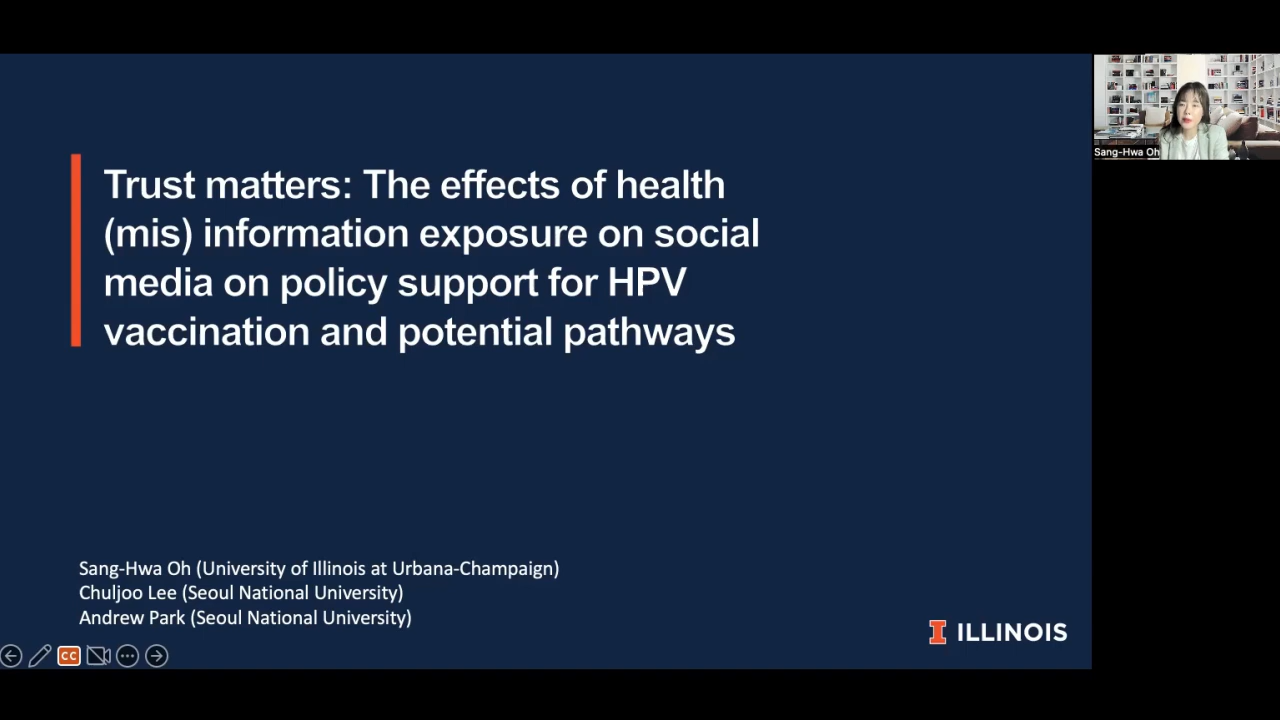 Trust matters: The effects of health
(mis) information exposure on social
media on policy support for HPV
vaccination and potential pathways
Sang-Hwa Oh (University of Illinois at Urbana-Champaign)
Chuljoo Lee (Seoul National University)
Andrew Park (Seoul National University)
I ILLINOIS
CC
Sang-Hwa Oh